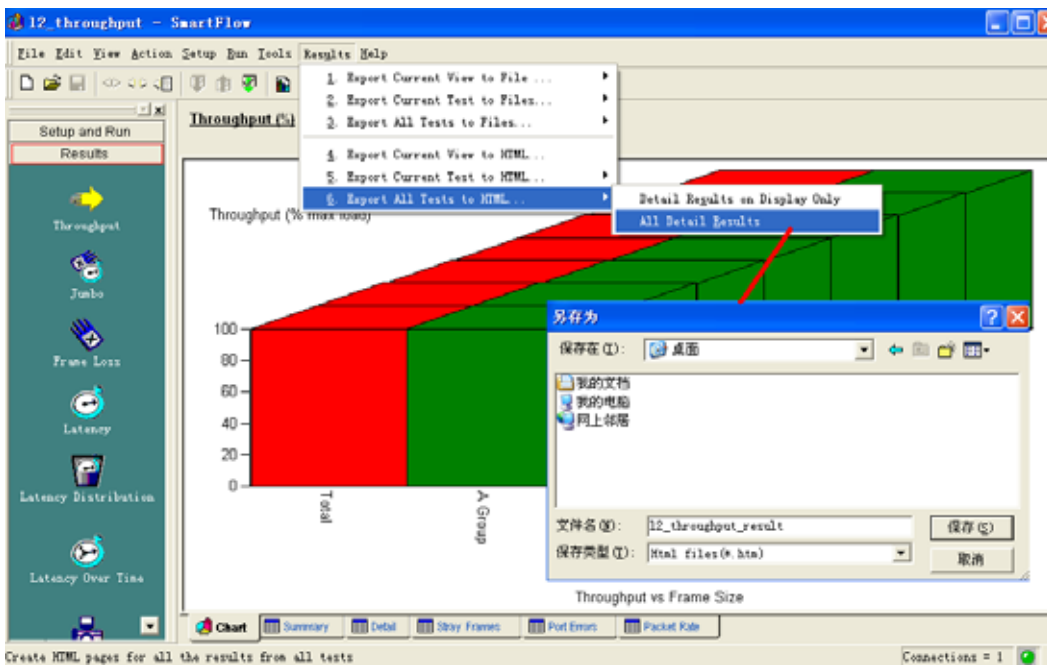 l2_throughput - SmartFlow
File Edit View Action Setup Run Tools Results Help
1. Export Current View to File ...
2. Export Current Test to Files...
3. Export All Tests to Files...
4. Export Current View to HTML...
5. Export Current Test to HTML...
6. Export All Tests to HTML...
Detail Results on Display Only
All Detail Results
Setup and Run
Results
Throughput
Jumbo
Frame Loss
Latency
Latency Distribution
Latency Over Time
Throughput (%)
Throughput (% max load)
100
80
60
40
20
0
Total
A Group
Throughput vs Frame Size
另存为
保存在(I):
桌面
我的文档
我的电脑
网上邻居
文件名(N):
l2_throughput_result
保存(S)
保存类型(T):
Html files(*.htm)
取消
Chart
Summary
Detail
Stray Frames
Port Errors
Packet Rate
Create HTML pages for all the results from all tests
Connections = 1